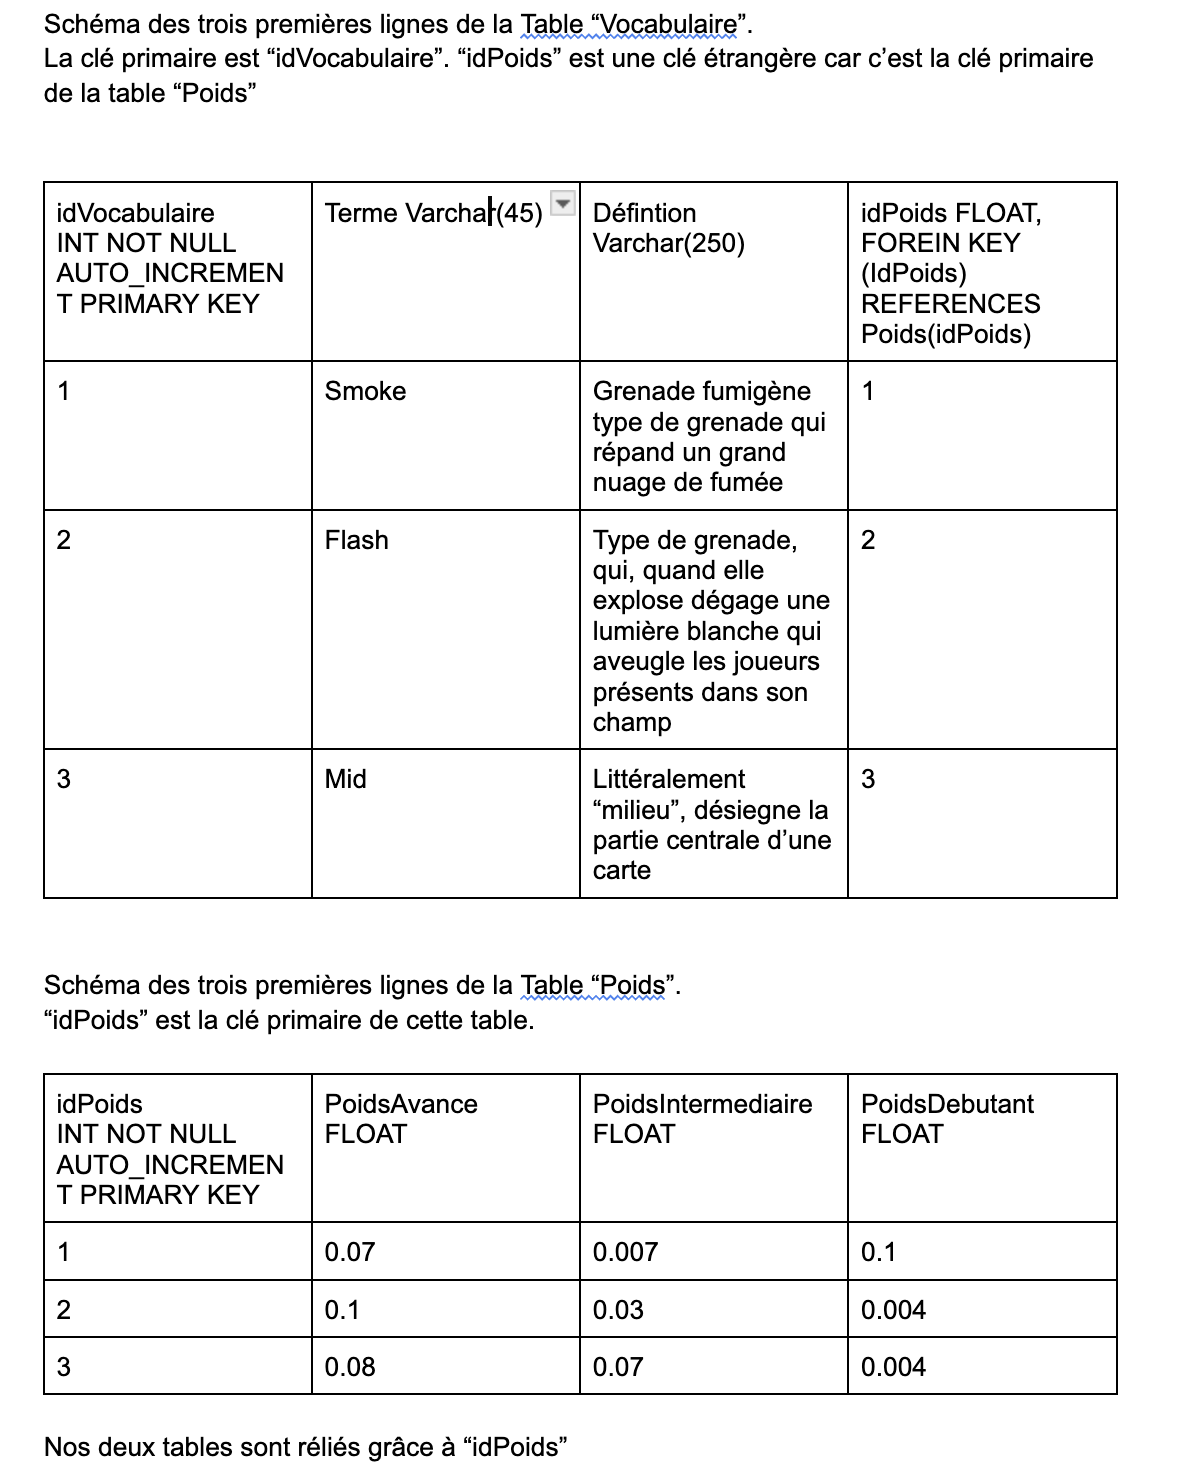 Schéma des trois premières lignes de la Table “Vocabulaire”.
La clé primaire est “idVocabulaire”. “idPoids” est une clé étrangère car c’est la clé primaire
de la table “Poids”
idVocabulaire
INT NOT NULL
AUTO_INCREMEN
T PRIMARY KEY
Terme Varchar(45)
Défintion
Varchar(250)
idPoids FLOAT,
FOREIN KEY
(IdPoids)
REFERENCES
Poids(idPoids)
1
Smoke
Grenade fumigène
type de grenade qui
répand un grand
nuage de fumée
1
2
Flash
Type de grenade,
qui, quand elle
explose dégage une
lumière blanche qui
aveugle les joueurs
présents dans son
champ
2
3
Mid
Littéralement
“milieu”, désiegne la
partie centrale d’une
carte
3
Schéma des trois premières lignes de la Table “Poids”.
“idPoids” est la clé primaire de cette table.
idPoids
INT NOT NULL
AUTO_INCREMEN
T PRIMARY KEY
PoidsAvance
FLOAT
PoidsIntermediaire
FLOAT
PoidsDebutant
FLOAT
1
0.07
0.007
0.1
2
0.1
0.03
0.004
3
0.08
0.07
0.004
Nos deux tables sont réliés grâce à “idPoids”